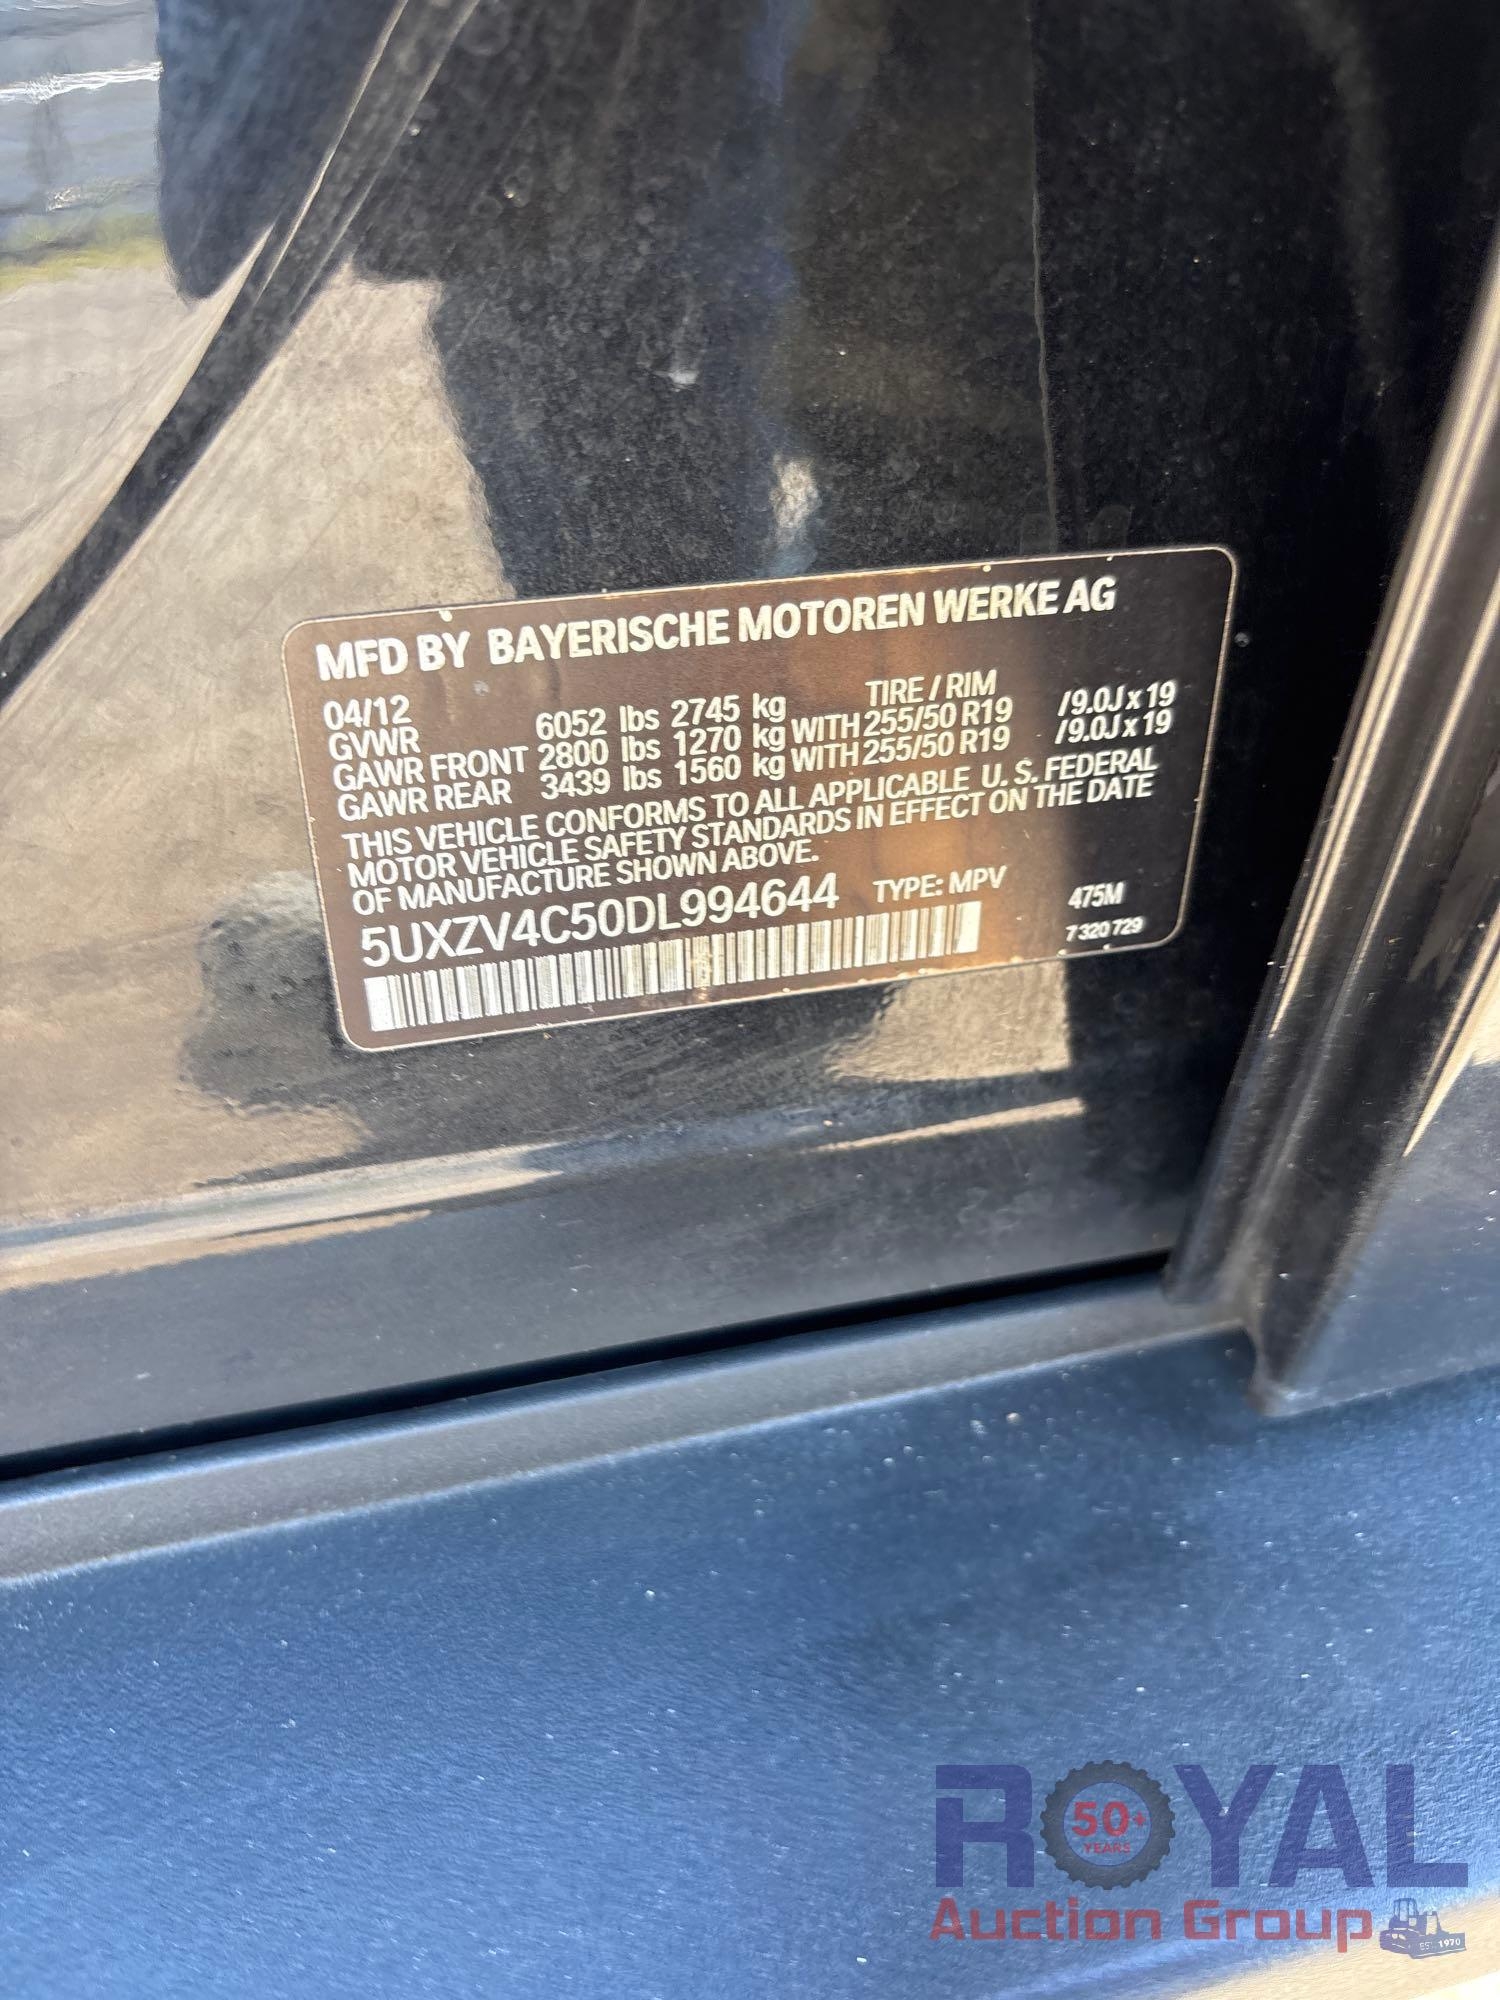 MFD BY BAYERISCHE MOTOREN WERKE AG
04/12 TIRE / RIM
GVWR 6052 lbs 2745 kg
GAWR FRONT 2800 lbs 1270 kg WITH 255/50 R19 /9.0J x 19
GAWR REAR 3439 lbs 1560 kg WITH 255/50 R19 /9.0J x 19
THIS VEHICLE CONFORMS TO ALL APPLICABLE U. S. FEDERAL
MOTOR VEHICLE SAFETY STANDARDS IN EFFECT ON THE DATE
OF MANUFACTURE SHOWN ABOVE.
5UXZV4C50DL994644 TYPE: MPV 475M
7 320 729
ROYAL
50+
YEARS
Auction Group
EST. 1970